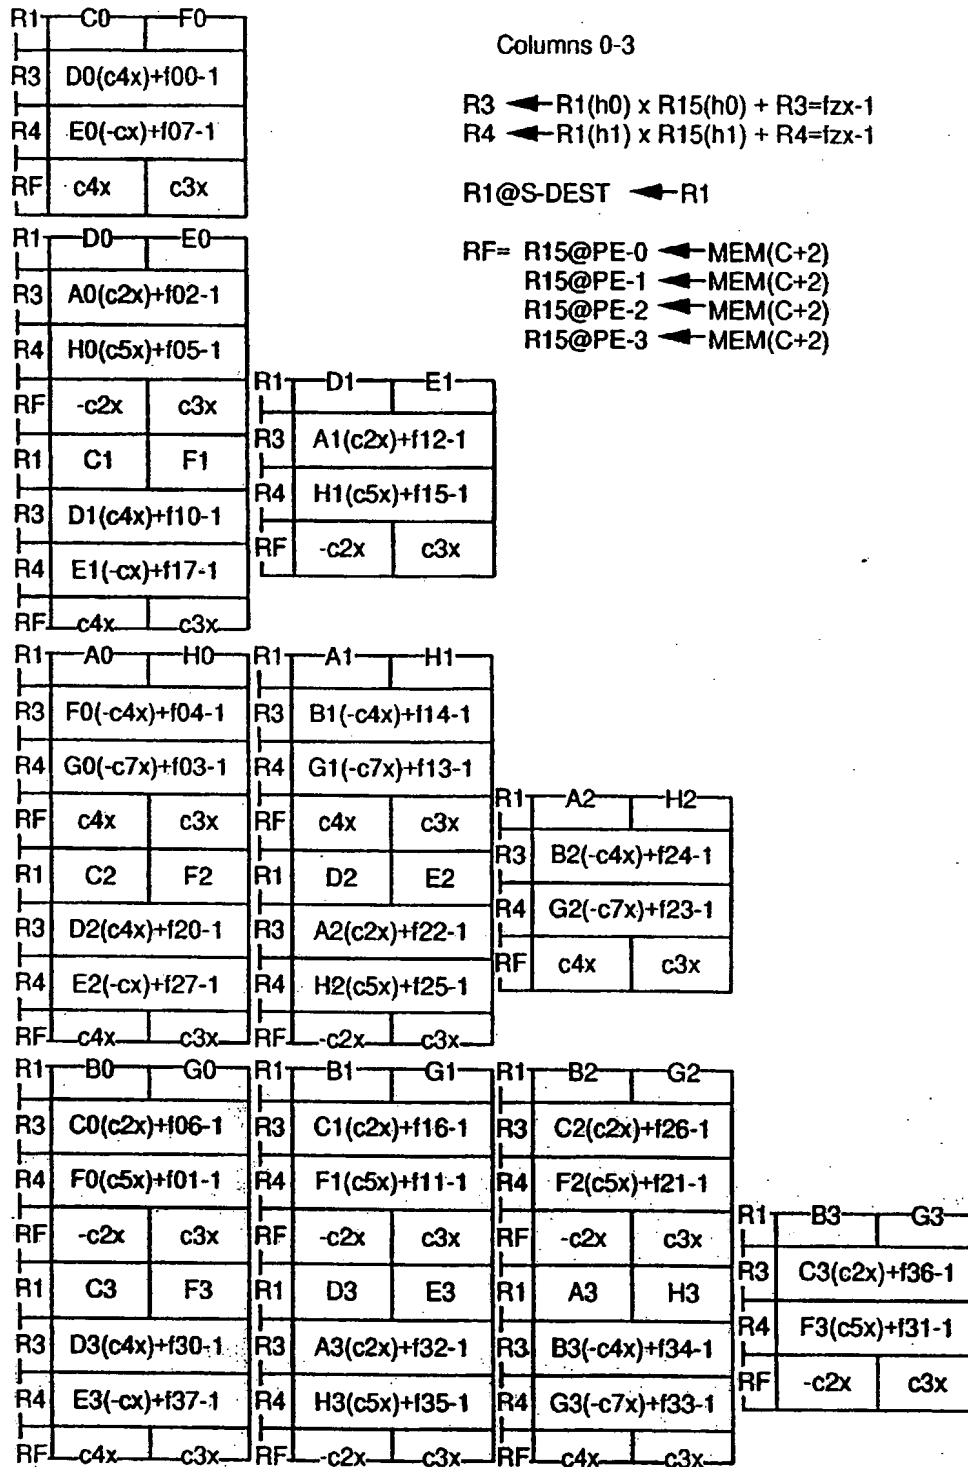 R1 C0 F0
R3 D0(c4x)+f00-1
R4 E0(-cx)+f07-1
RF c4x c3x
Columns 0-3
R3 ◄ R1(h0) x R15(h0) + R3=fzx-1
R4 ◄ R1(h1) x R15(h1) + R4=fzx-1
R1@S-DEST ◄ R1
RF= R15@PE-0 ◄ MEM(C+2)
R15@PE-1 ◄ MEM(C+2)
R15@PE-2 ◄ MEM(C+2)
R15@PE-3 ◄ MEM(C+2)
R1 D0 E0
R3 A0(c2x)+f02-1
R4 H0(c5x)+f05-1
RF -c2x c3x
R1 C1 F1
R3 D1(c4x)+f10-1
R4 E1(-cx)+f17-1
RF c4x c3x
R1 D1 E1
R3 A1(c2x)+f12-1
R4 H1(c5x)+f15-1
RF -c2x c3x
R1 A0 H0
R3 F0(-c4x)+f04-1
R4 G0(-c7x)+f03-1
RF c4x c3x
R1 C2 F2
R3 D2(c4x)+f20-1
R4 E2(-cx)+f27-1
RF c4x c3x
R1 A1 H1
R3 B1(-c4x)+f14-1
R4 G1(-c7x)+f13-1
RF c4x c3x
R1 D2 E2
R3 A2(c2x)+f22-1
R4 H2(c5x)+f25-1
RF -c2x c3x
R1 A2 H2
R3 B2(-c4x)+f24-1
R4 G2(-c7x)+f23-1
RF c4x c3x
R1 B0 G0
R3 C0(c2x)+f06-1
R4 F0(c5x)+f01-1
RF -c2x c3x
R1 C3 F3
R3 D3(c4x)+f30-1
R4 E3(-cx)+f37-1
RF c4x c3x
R1 B1 G1
R3 C1(c2x)+f16-1
R4 F1(c5x)+f11-1
RF -c2x c3x
R1 D3 E3
R3 A3(c2x)+f32-1
R4 H3(c5x)+f35-1
RF -c2x c3x
R1 B2 G2
R3 C2(c2x)+f26-1
R4 F2(c5x)+f21-1
RF -c2x c3x
R1 A3 H3
R3 B3(-c4x)+f34-1
R4 G3(-c7x)+f33-1
RF c4x c3x
R1 B3 G3
R3 C3(c2x)+f36-1
R4 F3(c5x)+f31-1
RF -c2x c3x